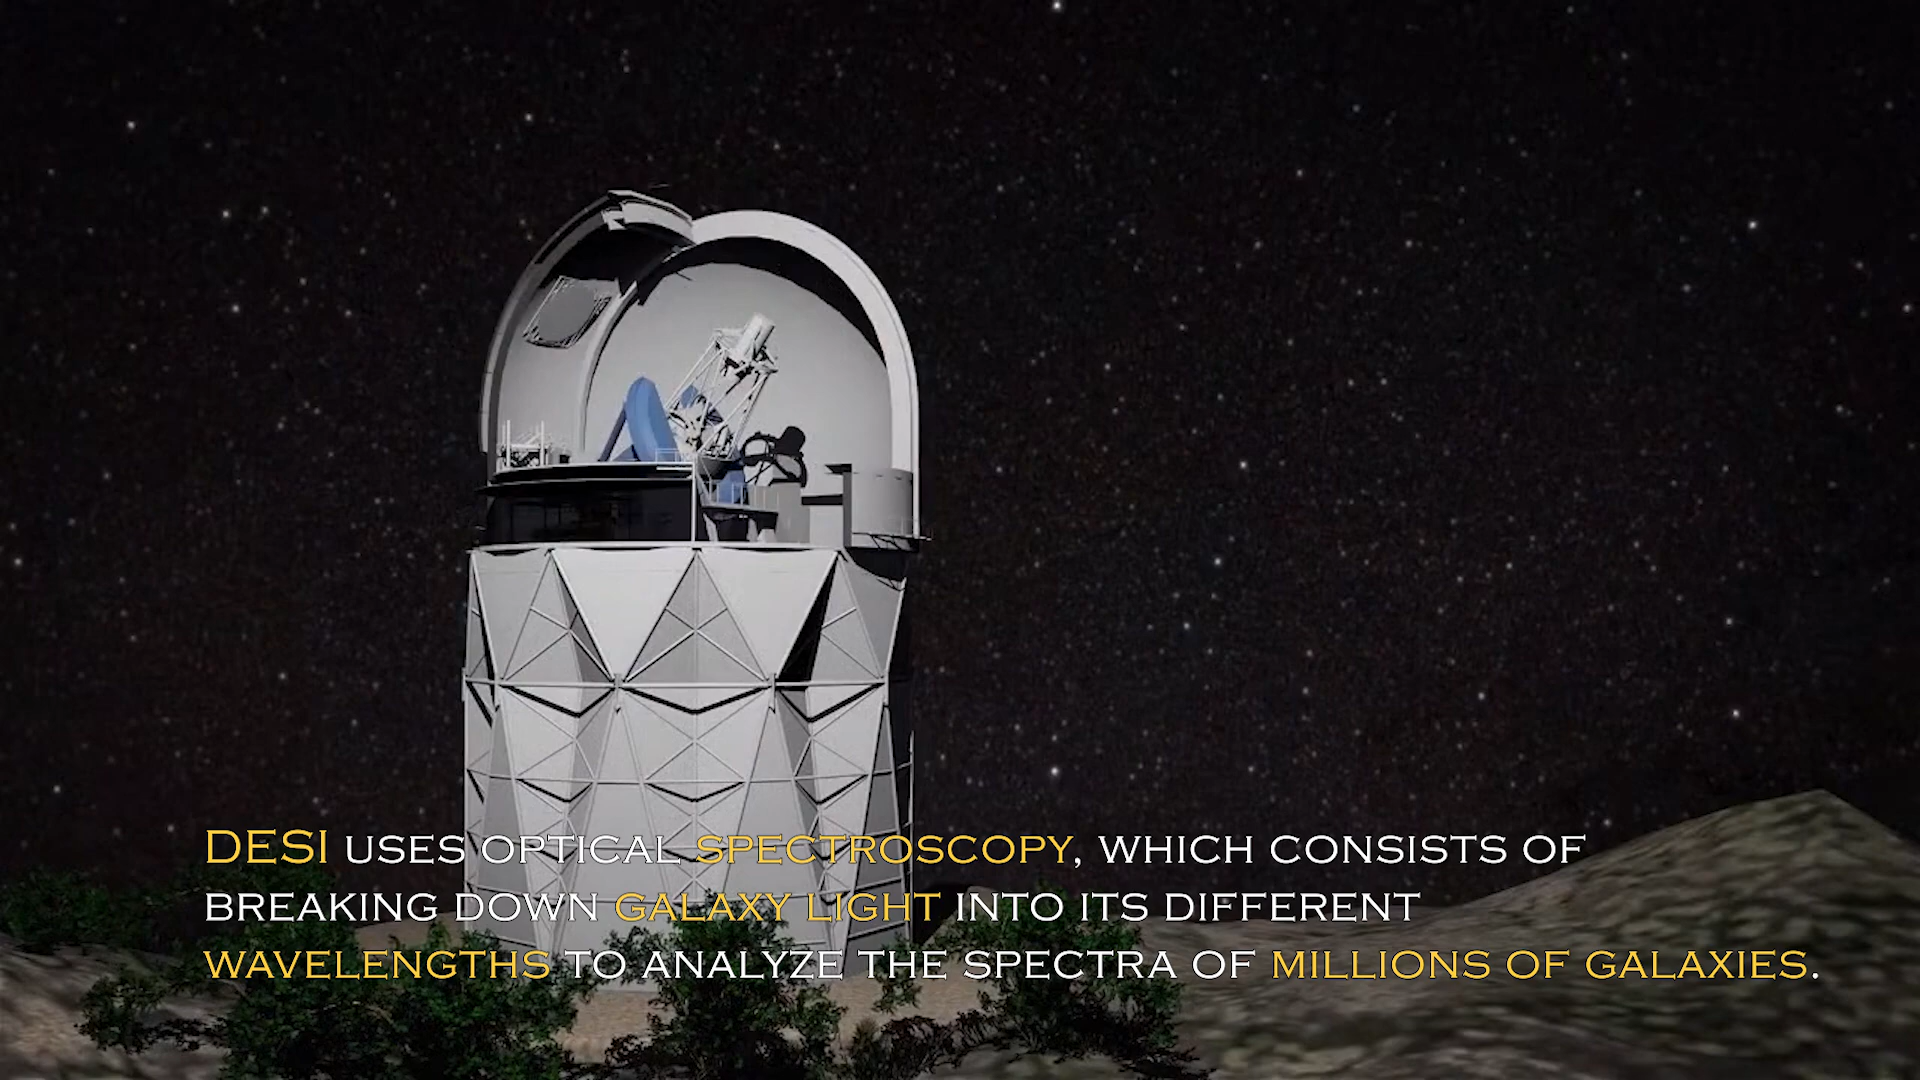 DESI USES OPTICAL SPECTROSCOPY, WHICH CONSISTS OF
BREAKING DOWN GALAXY LIGHT INTO ITS DIFFERENT
WAVELENGTHS TO ANALYZE THE SPECTRA OF MILLIONS OF GALAXIES.